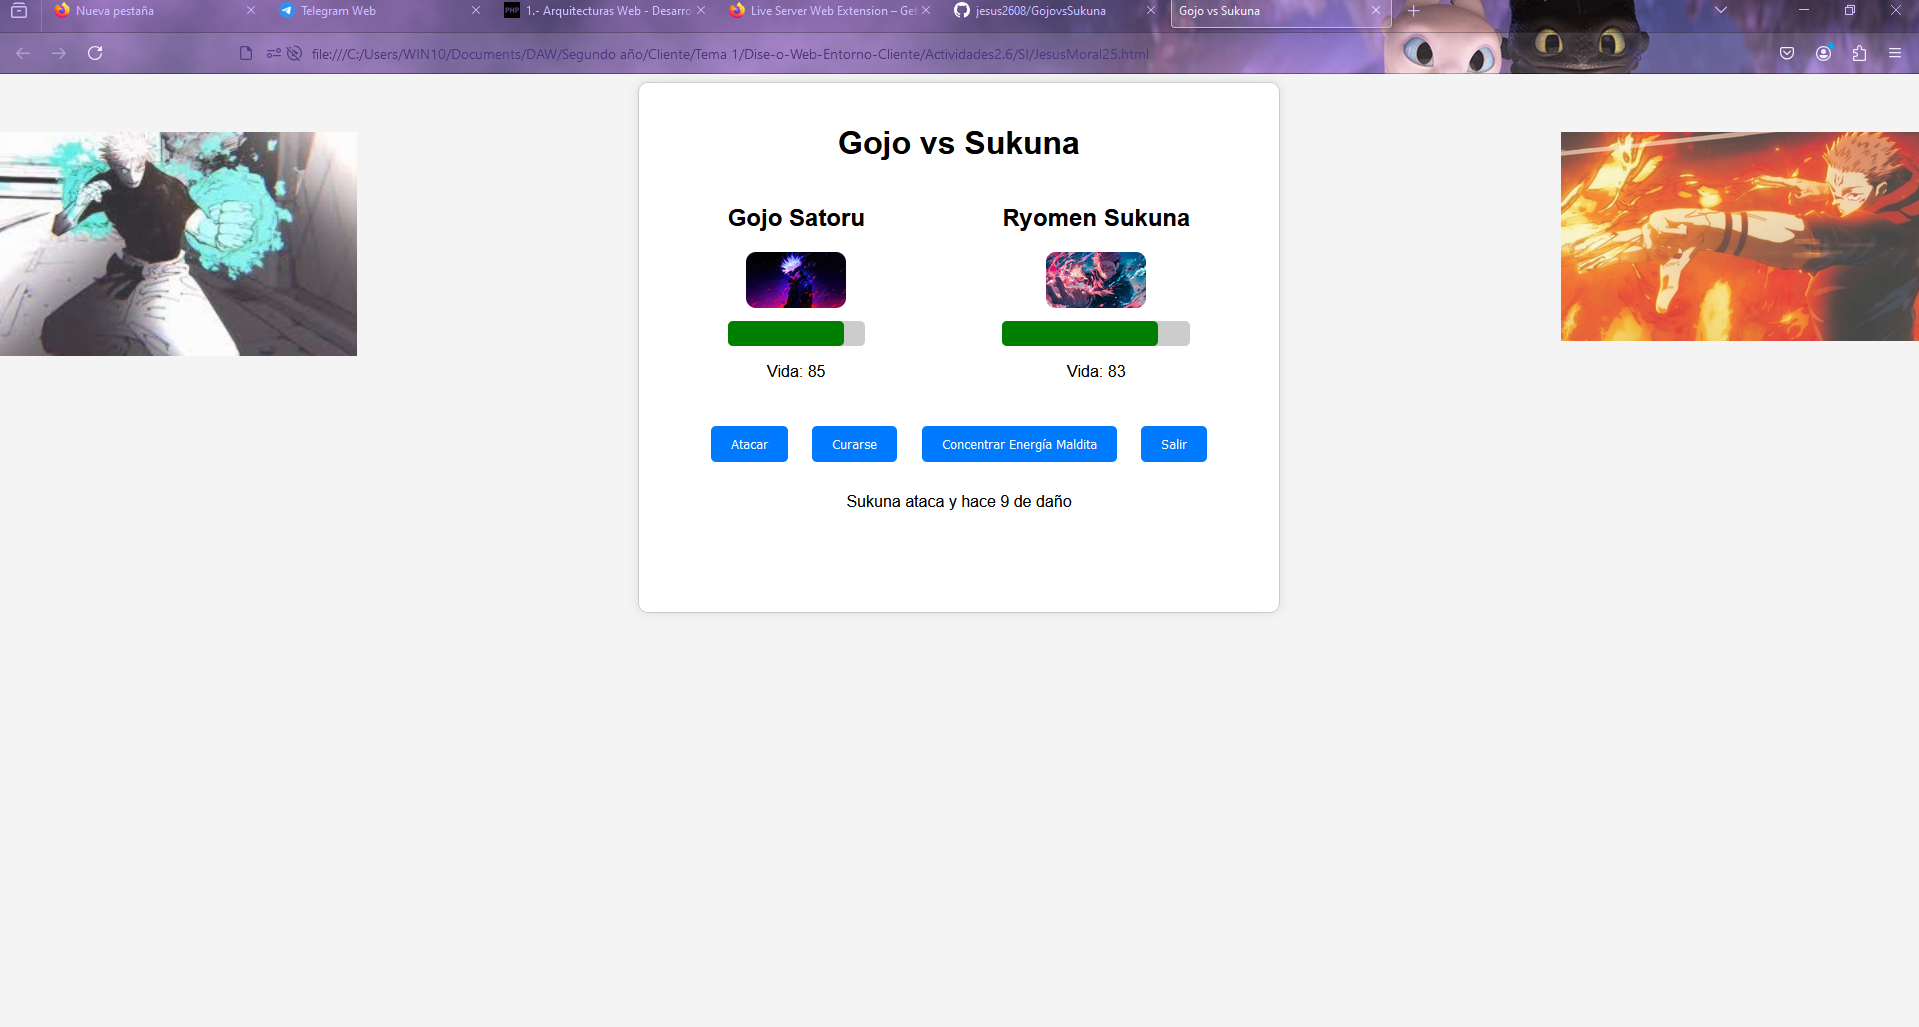 Nueva pestaña
Telegram Web
PHP
1.- Arquitecturas Web - Desarro
Live Server Web Extension – Get
jesus2608/GojovsSukuna
Gojo vs Sukuna
file:///C:/Users/WIN10/Documents/DAW/Segundo año/Cliente/Tema 1/Dise-o-Web-Entorno-Cliente/Actividades2.6/SI/JesusMoral25.html
Gojo vs Sukuna
Gojo Satoru
Ryomen Sukuna
Vida: 85
Vida: 83
Atacar
Curarse
Concentrar Energía Maldita
Salir
Sukuna ataca y hace 9 de daño